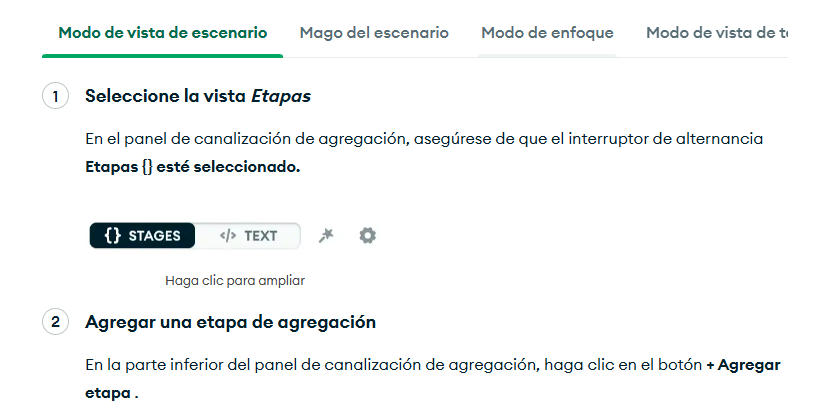 Modo de vista de escenario Mago del escenario Modo de enfoque Modo de vista de
1 Seleccione la vista Etapas
En el panel de canalización de agregación, asegúrese de que el interruptor de alternancia
Etapas {} esté seleccionado.
{} STAGES </> TEXT
Haga clic para ampliar
2 Agregar una etapa de agregación
En la parte inferior del panel de canalización de agregación, haga clic en el botón + Agregar
etapa .